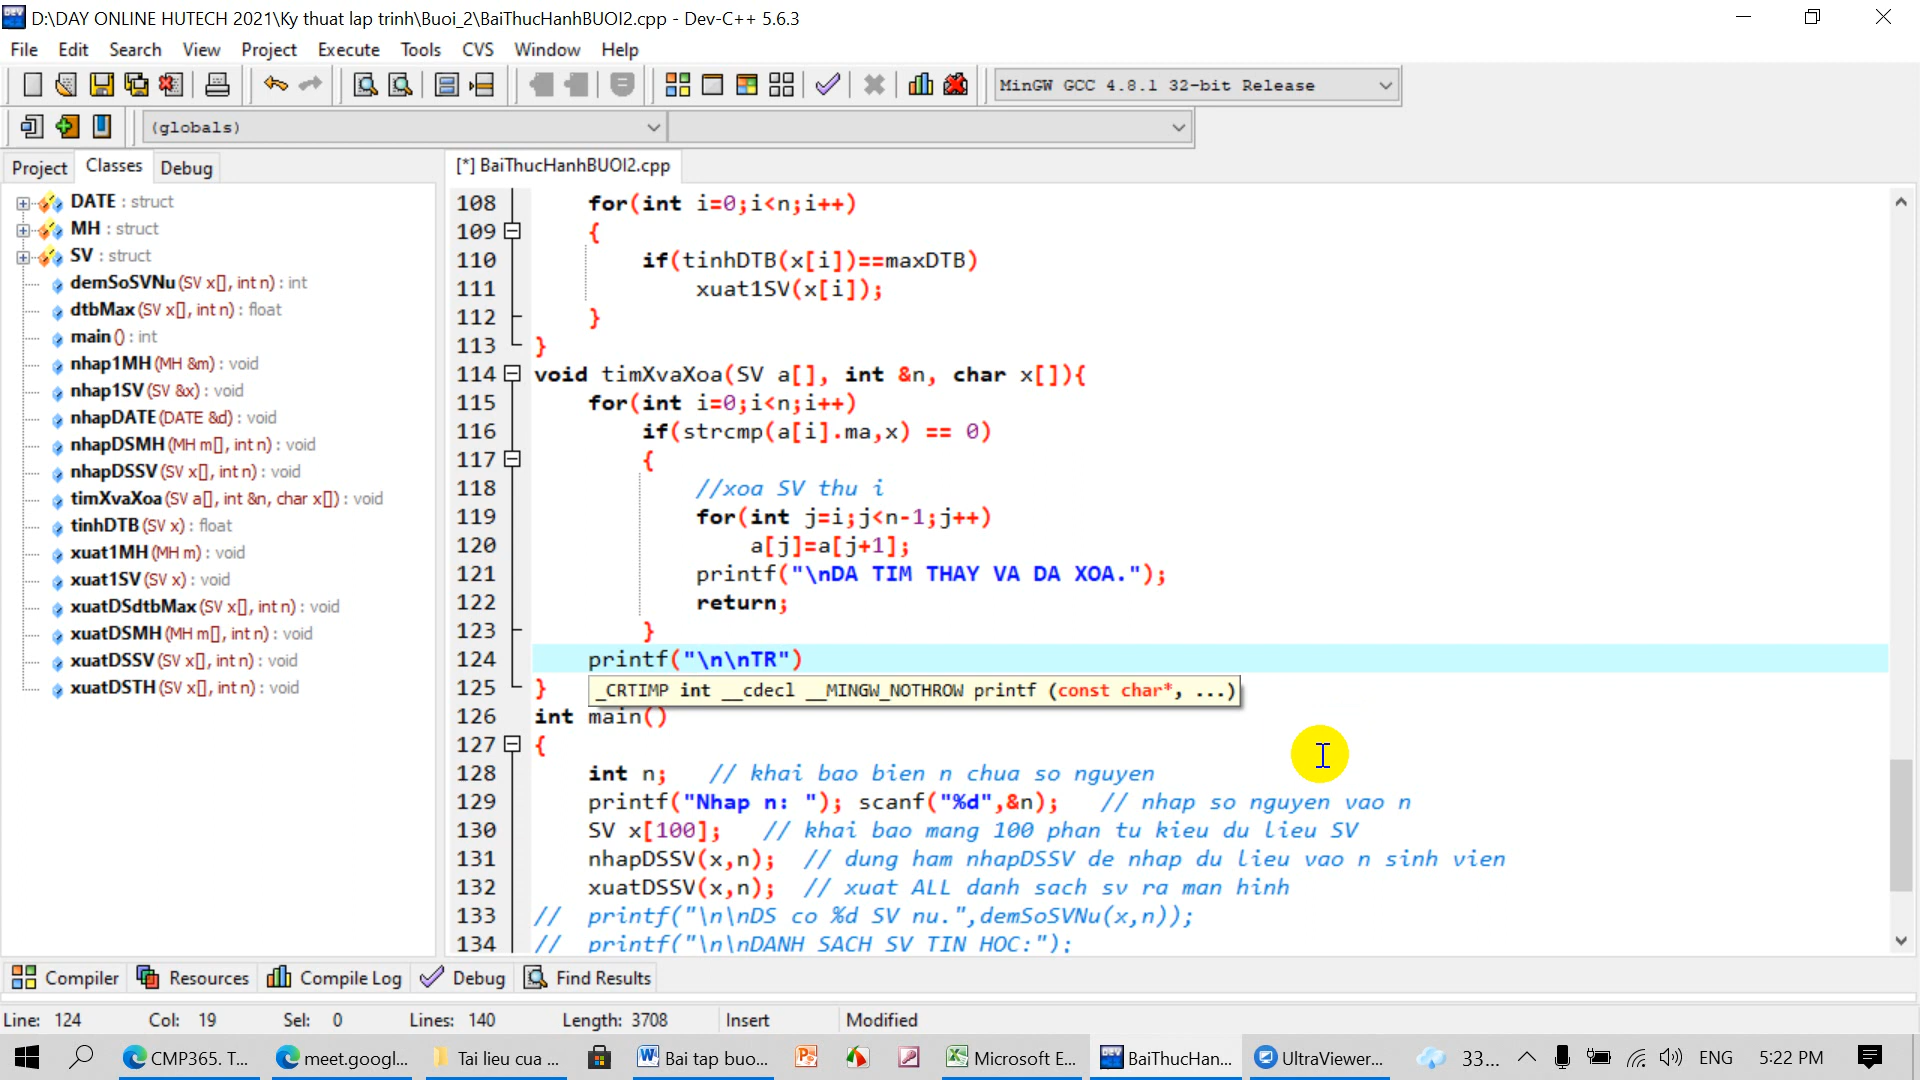 D:\DAY ONLINE HUTECH 2021\Ky thuat lap trinh\Buoi_2\BaiThucHanhBUOI2.cpp - Dev-C++ 5.6.3
File Edit Search View Project Execute Tools CVS Window Help
MinGW GCC 4.8.1 32-bit Release
(globals)
Project Classes Debug
[*] BaiThucHanhBUOI2.cpp
DATE : struct
MH : struct
SV : struct
demSoSVNu (SV x[], int n) : int
dtbMax (SV x[], int n) : float
main () : int
nhap1MH (MH &m) : void
nhap1SV (SV &x) : void
nhapDATE (DATE &d) : void
nhapDSMH (MH m[], int n) : void
nhapDSSV (SV x[], int n) : void
timXvaXoa (SV a[], int &n, char x[]) : void
tinhDTB (SV x) : float
xuat1MH (MH m) : void
xuat1SV (SV x) : void
xuatDSdtbMax (SV x[], int n) : void
xuatDSMH (MH m[], int n) : void
xuatDSSV (SV x[], int n) : void
xuatDSTH (SV x[], int n) : void
108 for(int i=0;i<n;i++)
109 {
110 if(tinhDTB(x[i])==maxDTB)
111 xuat1SV(x[i]);
112 }
113 }
114 void timXvaXoa(SV a[], int &n, char x[]){
115 for(int i=0;i<n;i++)
116 if(strcmp(a[i].ma,x) == 0)
117 {
118 //xoa SV thu i
119 for(int j=i;j<n-1;j++)
120 a[j]=a[j+1];
121 printf("\nDA TIM THAY VA DA XOA.");
122 return;
123 }
124 printf("\n\nTR")
125 }
_CRTIMP int __cdecl __MINGW_NOTHROW printf (const char*, ...)
126 int main()
127 {
128 int n; // khai bao bien n chua so nguyen
129 printf("Nhap n: "); scanf("%d",&n); // nhap so nguyen vao n
130 SV x[100]; // khai bao mang 100 phan tu kieu du lieu SV
131 nhapDSSV(x,n); // dung ham nhapDSSV de nhap du lieu vao n sinh vien
132 xuatDSSV(x,n); // xuat ALL danh sach sv ra man hinh
133 // printf("\n\nDS co %d SV nu.",demSoSVNu(x,n));
134 // printf("\n\nDANH SACH SV TIN HOC:");
Compiler Resources Compile Log Debug Find Results
Line: 124 Col: 19 Sel: 0 Lines: 140 Length: 3708 Insert Modified
CMP365. T... meet.googl... Tai lieu cua ... Bai tap buo... Microsoft E... BaiThucHan... UltraViewer... 33... ENG 5:22 PM